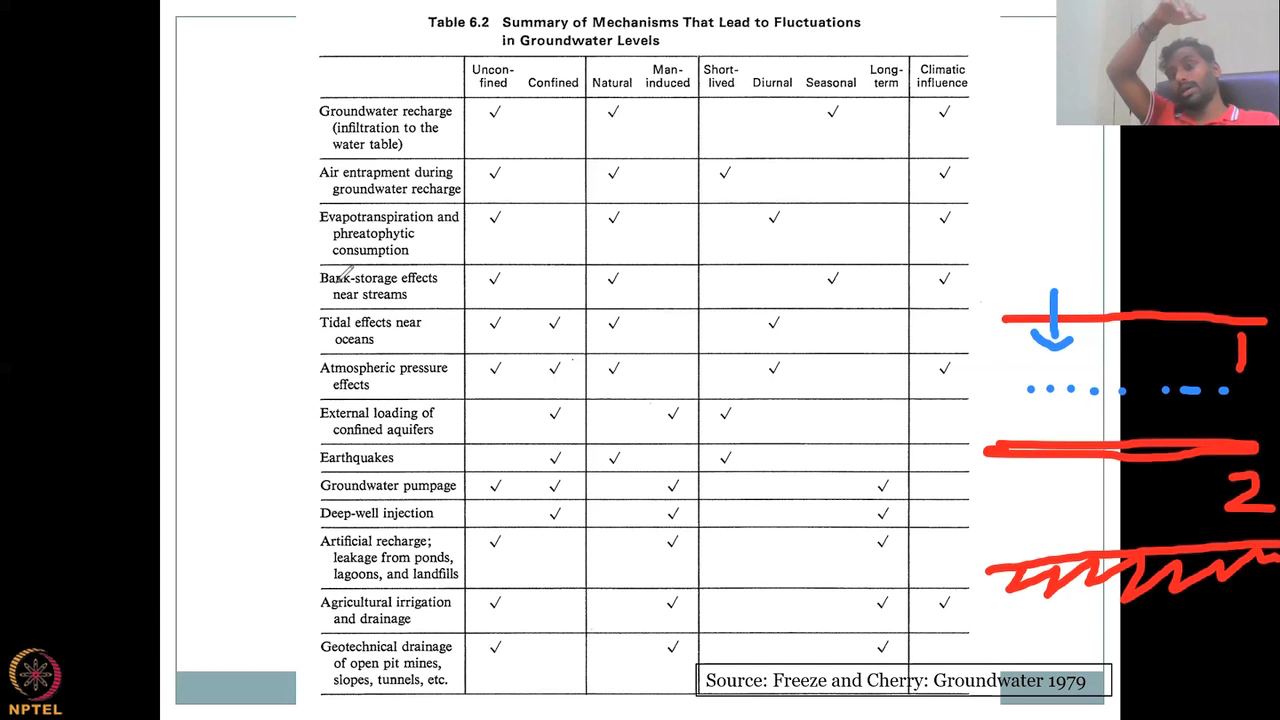 Table 6.2 Summary of Mechanisms That Lead to Fluctuations
in Groundwater Levels
Uncon-
fined
Confined
Natural
Man-
induced
Short-
lived
Diurnal
Seasonal
Long-
term
Climatic
influence
Groundwater recharge
(infiltration to the
water table)
✓ ✓ ✓ ✓
Air entrapment during
groundwater recharge
✓ ✓ ✓ ✓
Evapotranspiration and
phreatophytic
consumption
✓ ✓ ✓ ✓
Bank-storage effects
near streams
✓ ✓ ✓ ✓
Tidal effects near
oceans
✓ ✓ ✓ ✓
Atmospheric pressure
effects
✓ ✓ ✓ ✓ ✓
External loading of
confined aquifers
✓ ✓ ✓
Earthquakes ✓ ✓ ✓
Groundwater pumpage ✓ ✓ ✓ ✓
Deep-well injection ✓ ✓ ✓
Artificial recharge;
leakage from ponds,
lagoons, and landfills
✓ ✓ ✓
Agricultural irrigation
and drainage
✓ ✓ ✓ ✓
Geotechnical drainage
of open pit mines,
slopes, tunnels, etc.
✓ ✓ ✓
Source: Freeze and Cherry: Groundwater 1979
1
2
NPTEL